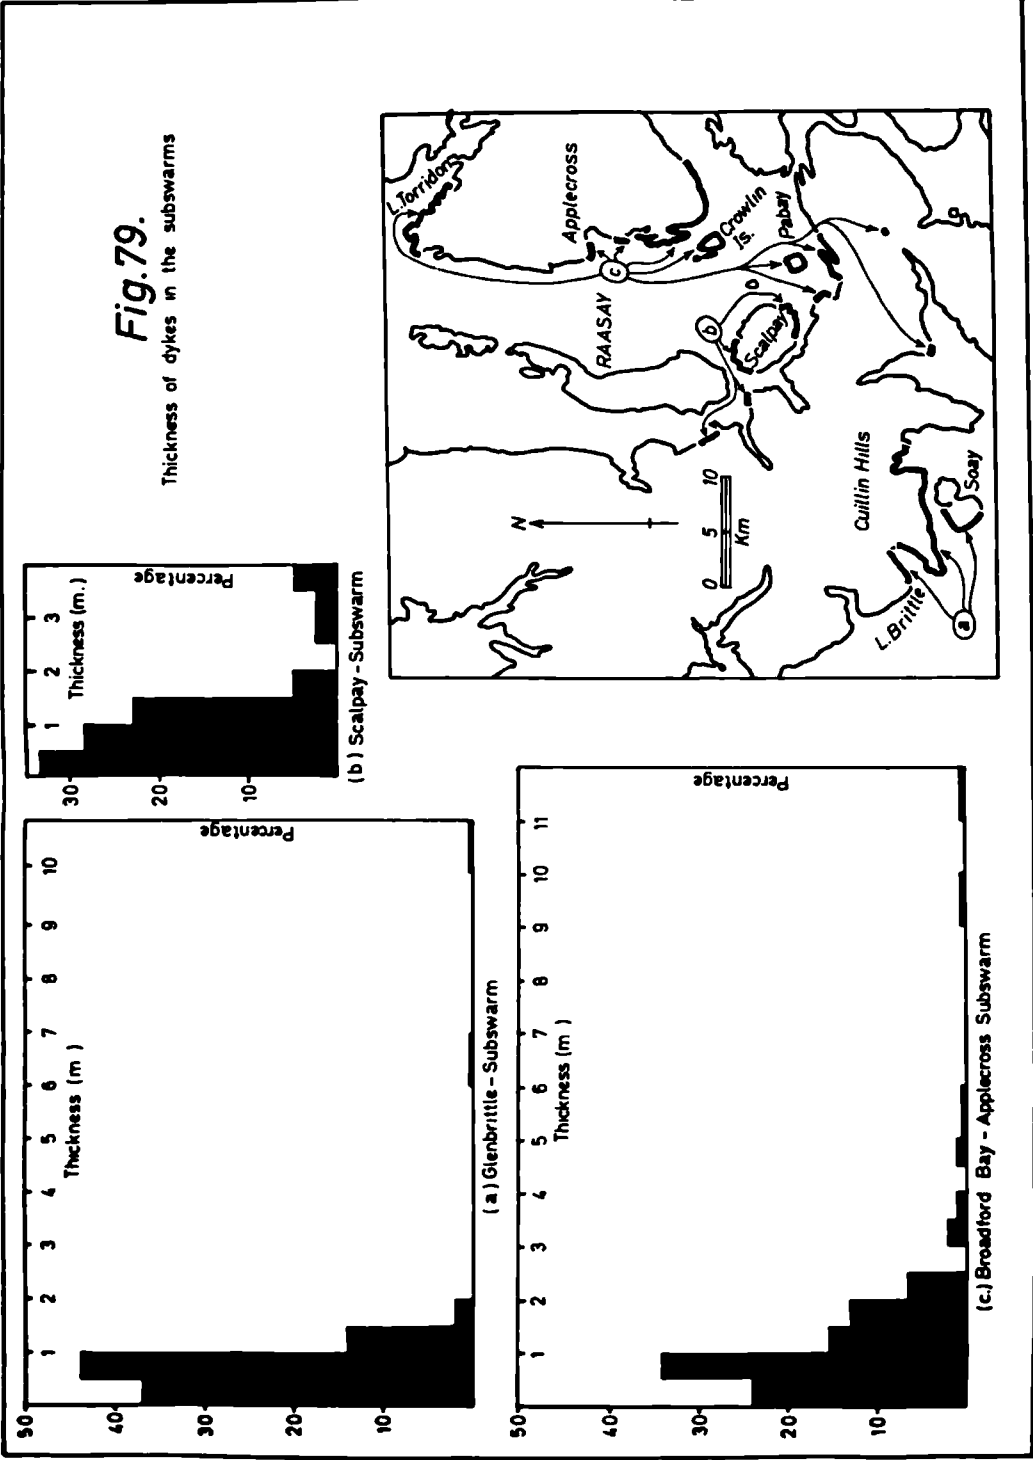 Fig.79.
Thickness of dykes in the subswarms
50
40
30
20
10
1
2
3
4
5
6
7
8
9
10
Thickness (m)
Percentage
(a) Glenbrittle - Subswarm
30
20
10
1
2
3
Thickness (m.)
Percentage
(b) Scalpay - Subswarm
50
40
30
20
10
1
2
3
4
5
6
7
8
9
10
11
Thickness (m)
Percentage
(c.) Broadford Bay - Applecross Subswarm
L.Torridon
Applecross
RAASAY
c
Crowlin
Is.
Pabay
b
Scalpay
N
0 5 10
Km
Cuillin Hills
L.Brittle
Soay
a